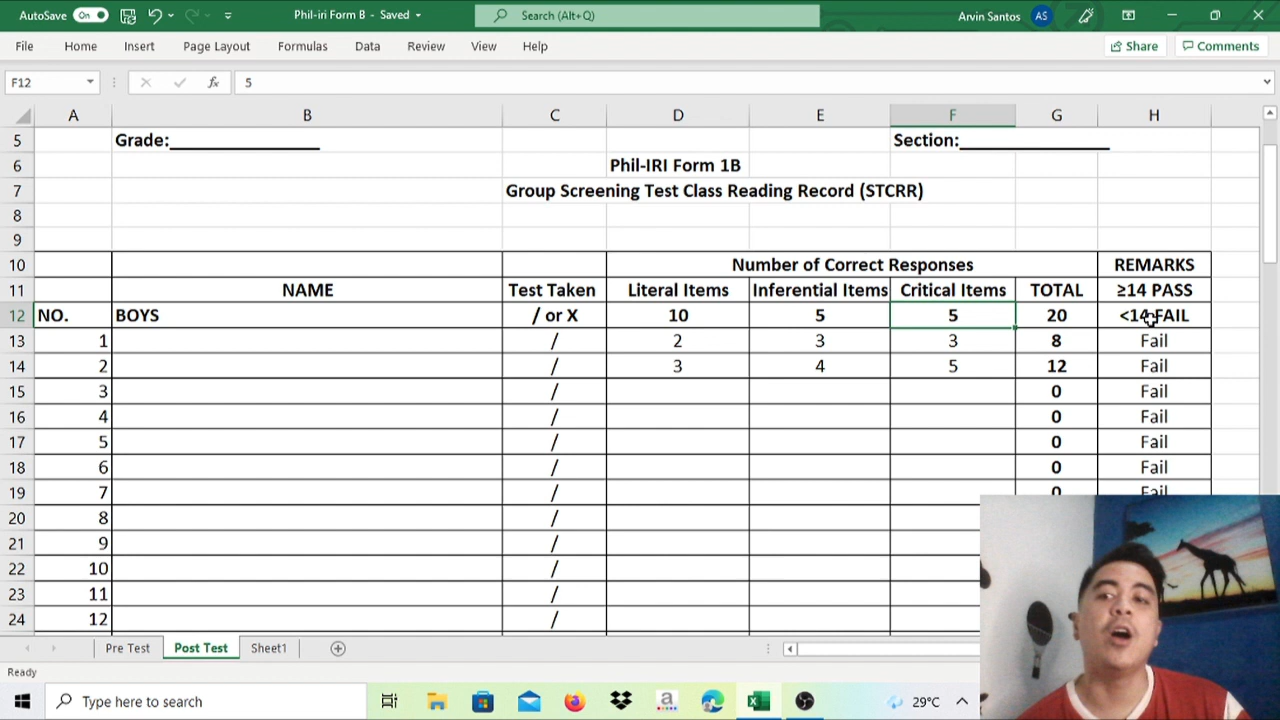 AutoSave On Phil-iri Form B - Saved Search (Alt+Q) Arvin Santos AS
File Home Insert Page Layout Formulas Data Review View Help Share Comments
F12 fx 5
A B C D E F G H
5 Grade:________________ Section:________________
6 Phil-IRI Form 1B
7 Group Screening Test Class Reading Record (STCRR)
8
9
10 Number of Correct Responses REMARKS
11 NAME Test Taken Literal Items Inferential Items Critical Items TOTAL ≥14 PASS
12 NO. BOYS / or X 10 5 5 20 <14 FAIL
13 1 / 2 3 3 8 Fail
14 2 / 3 4 5 12 Fail
15 3 / 0 Fail
16 4 / 0 Fail
17 5 / 0 Fail
18 6 / 0 Fail
19 7 / 0 Fail
20 8 /
21 9 /
22 10 /
23 11 /
24 12 /
Pre Test Post Test Sheet1
Ready
Type here to search a 29°C